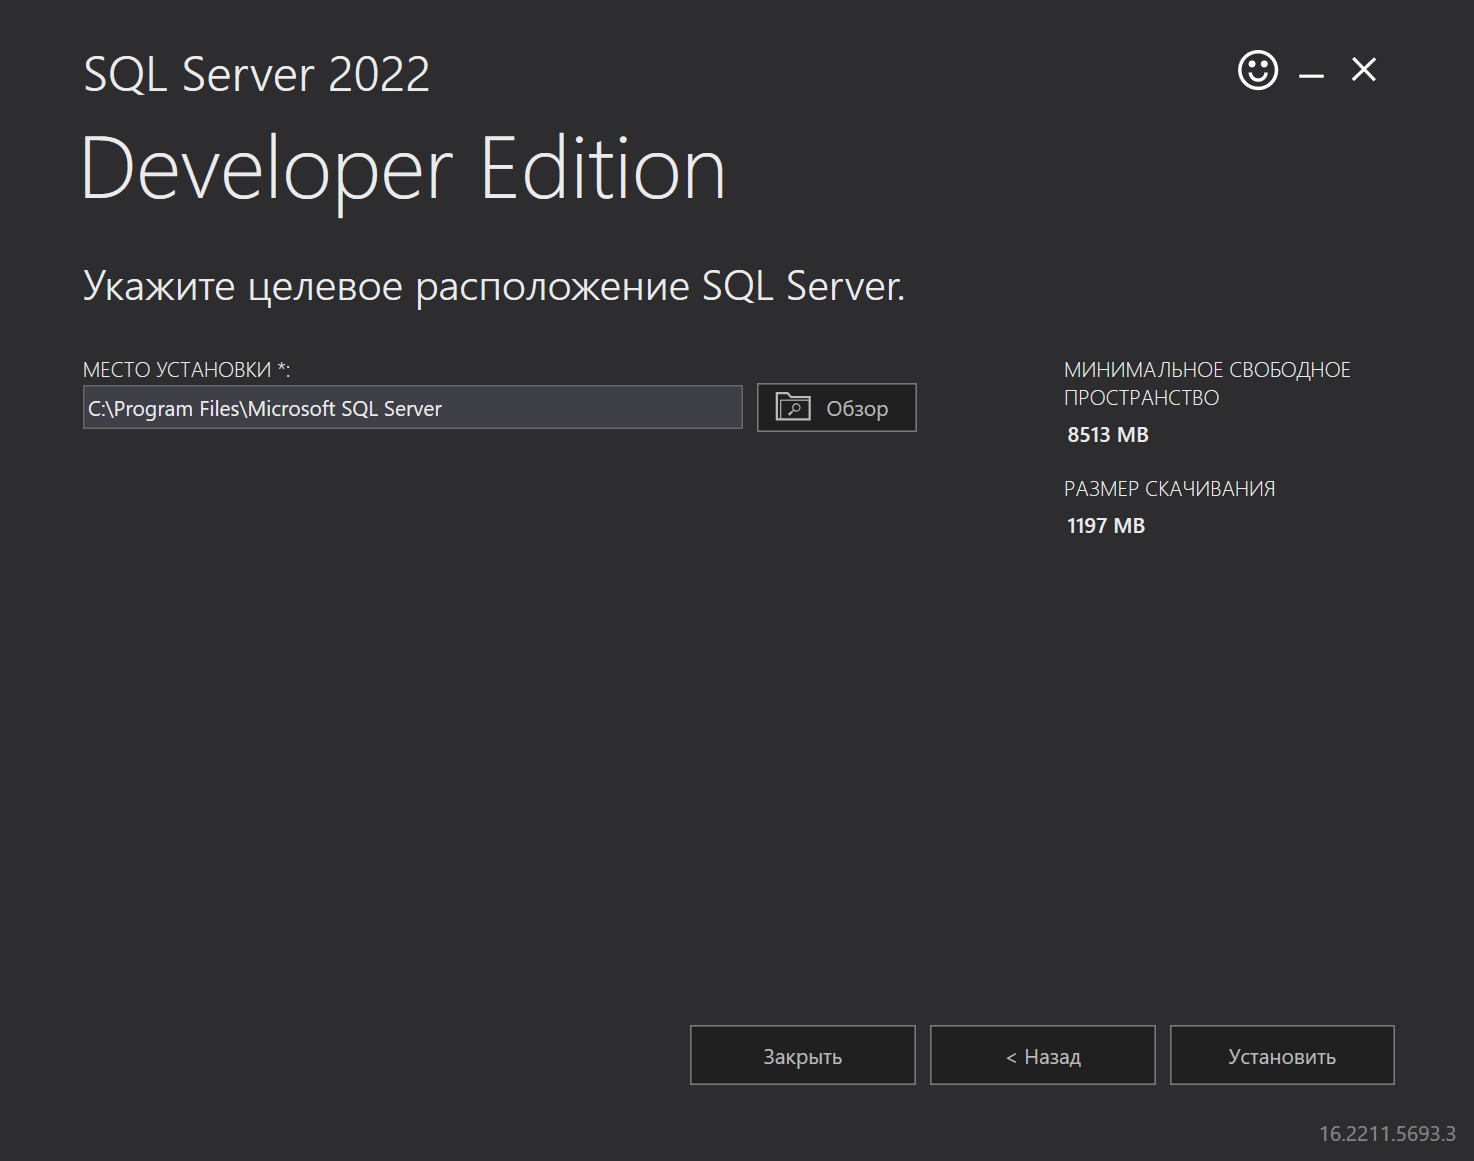 SQL Server 2022
Developer Edition
Укажите целевое расположение SQL Server.
МЕСТО УСТАНОВКИ *:
C:\Program Files\Microsoft SQL Server
Обзор
МИНИМАЛЬНОЕ СВОБОДНОЕ
ПРОСТРАНСТВО
8513 MB
РАЗМЕР СКАЧИВАНИЯ
1197 MB
Закрыть
< Назад
Установить
16.2211.5693.3